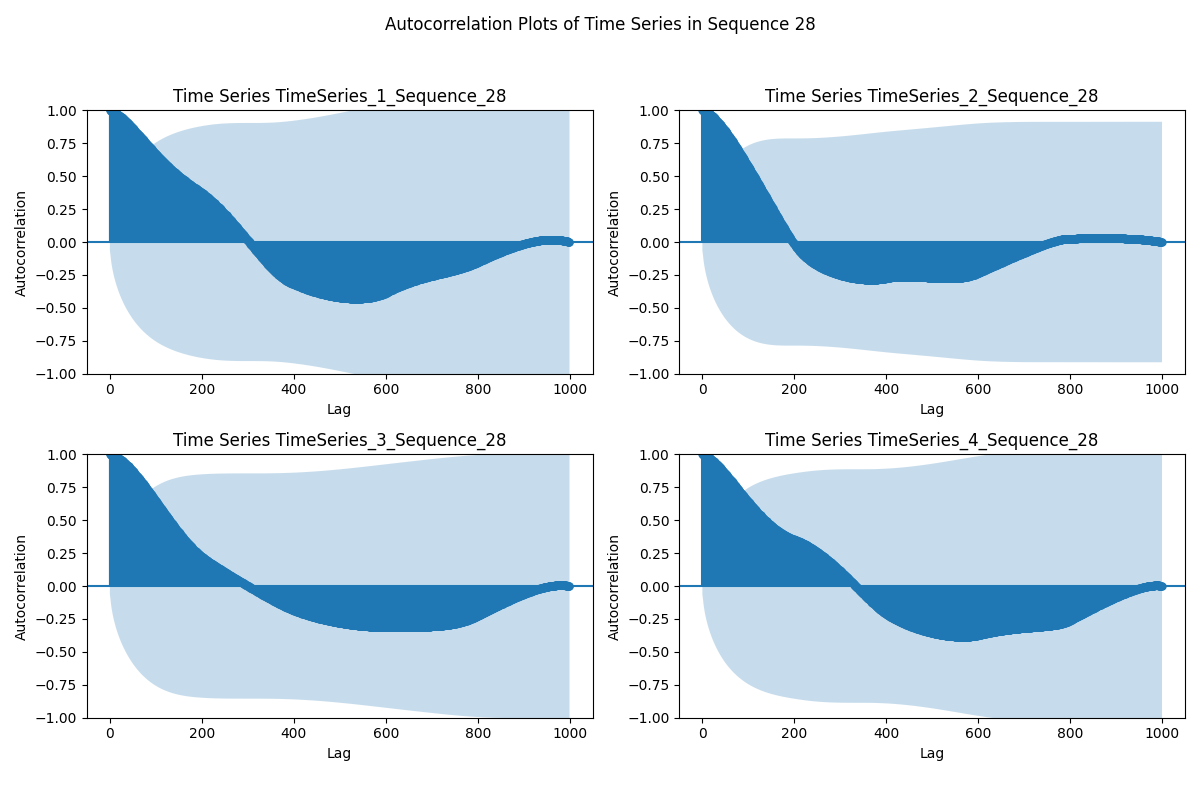 Autocorrelation Plots of Time Series in Sequence 28
Time Series TimeSeries_1_Sequence_28
1.00
0.75
0.50
0.25
0.00
−0.25
−0.50
−0.75
−1.00
Autocorrelation
0 200 400 600 800 1000
Lag
Time Series TimeSeries_2_Sequence_28
1.00
0.75
0.50
0.25
0.00
−0.25
−0.50
−0.75
−1.00
Autocorrelation
0 200 400 600 800 1000
Lag
Time Series TimeSeries_3_Sequence_28
1.00
0.75
0.50
0.25
0.00
−0.25
−0.50
−0.75
−1.00
Autocorrelation
0 200 400 600 800 1000
Lag
Time Series TimeSeries_4_Sequence_28
1.00
0.75
0.50
0.25
0.00
−0.25
−0.50
−0.75
−1.00
Autocorrelation
0 200 400 600 800 1000
Lag